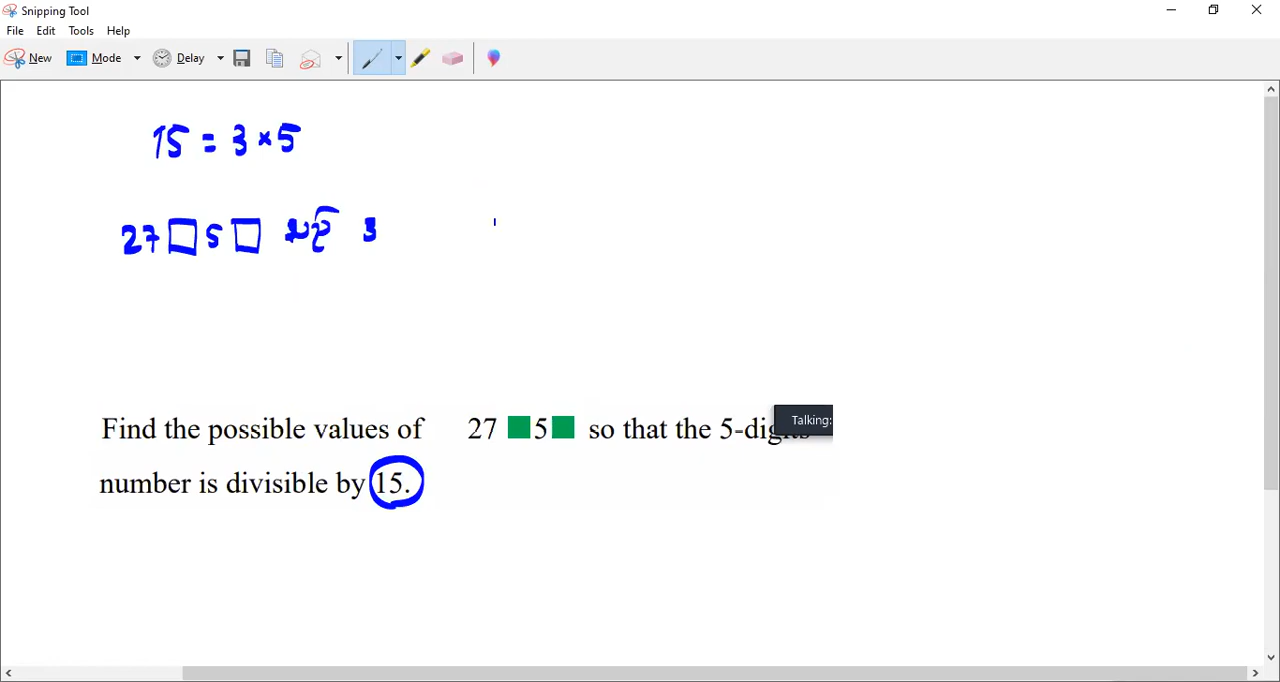 Snipping Tool
File Edit Tools Help
New Mode Delay
15 = 3 × 5
27 □ 5 □ 3
Find the possible values of 27 ■5■ so that the 5-digits
Talking:
number is divisible by 15.